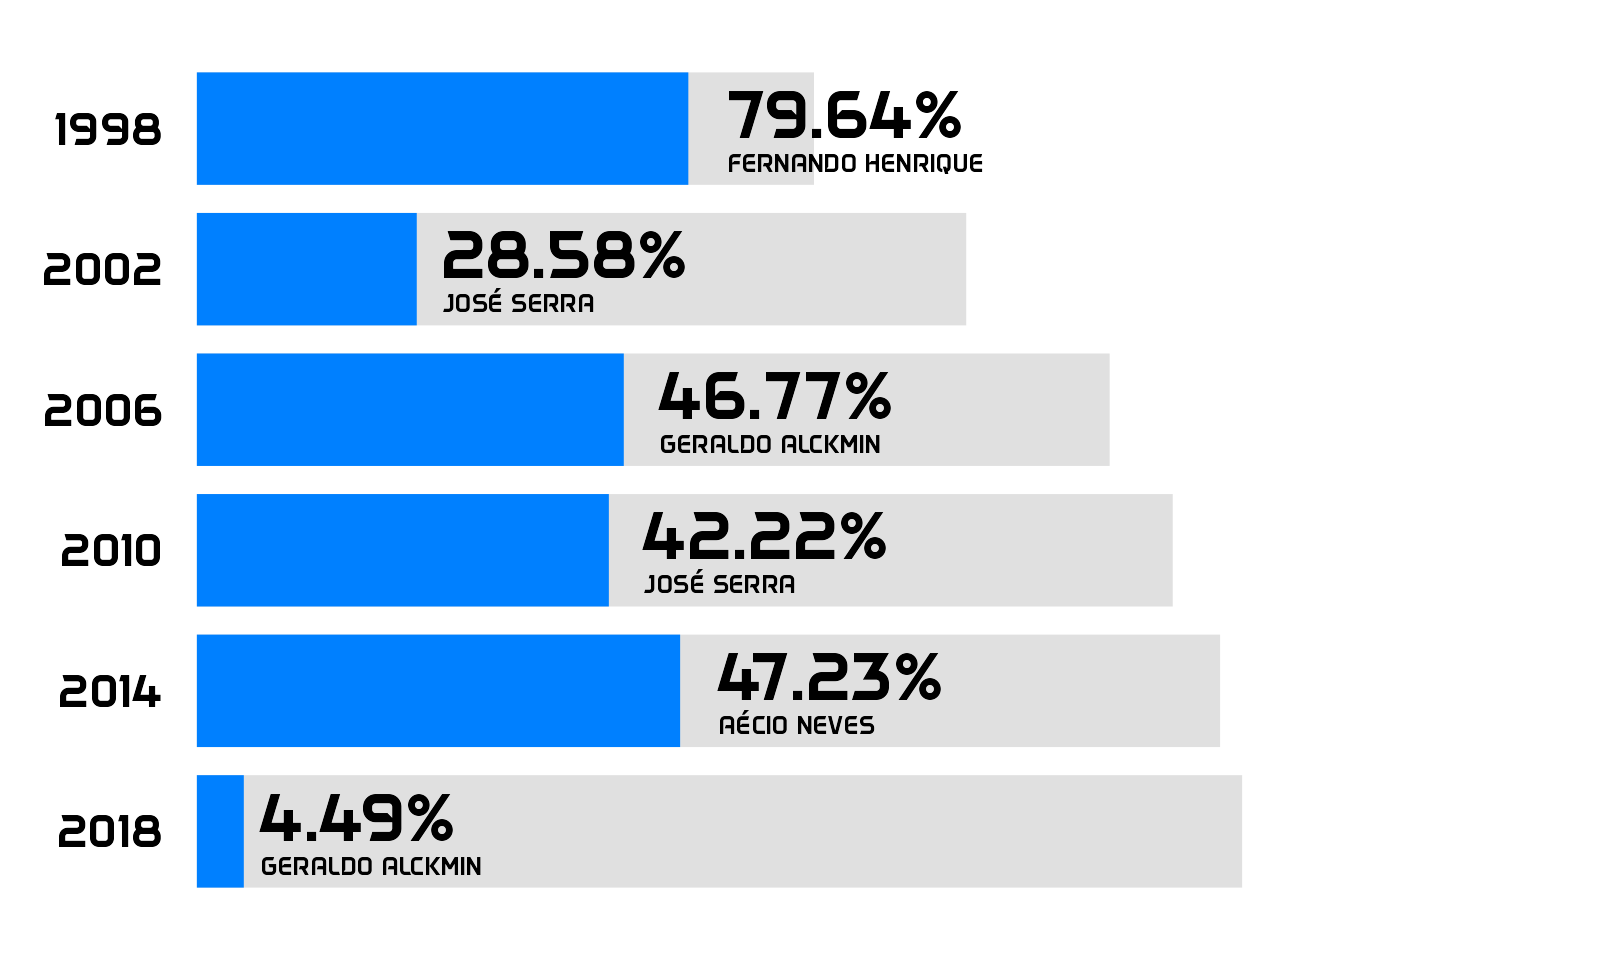 1998
79.64%
FERNANDO HENRIQUE
2002
28.58%
JOSÉ SERRA
2006
46.77%
GERALDO ALCKMIN
2010
42.22%
JOSÉ SERRA
2014
47.23%
AÉCIO NEVES
2018
4.49%
GERALDO ALCKMIN